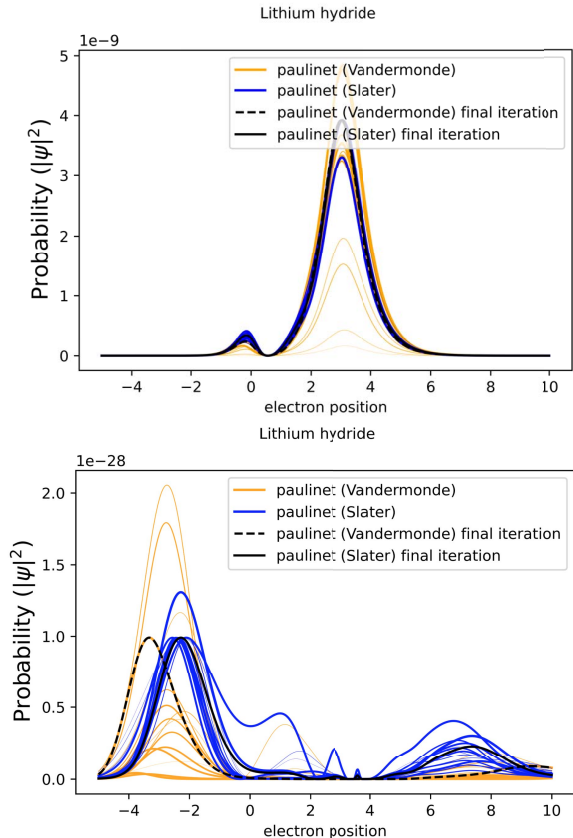 Lithium hydride
1e−9
paulinet (Vandermonde)
paulinet (Slater)
paulinet (Vandermonde) final iteration
paulinet (Slater) final iteration
Probability (|ψ|²)
5
4
3
2
1
0
−4 −2 0 2 4 6 8 10
electron position
Lithium hydride
1e−28
paulinet (Vandermonde)
paulinet (Slater)
paulinet (Vandermonde) final iteration
paulinet (Slater) final iteration
Probability (|ψ|²)
2.0
1.5
1.0
0.5
0.0
−4 −2 0 2 4 6 8 10
electron position